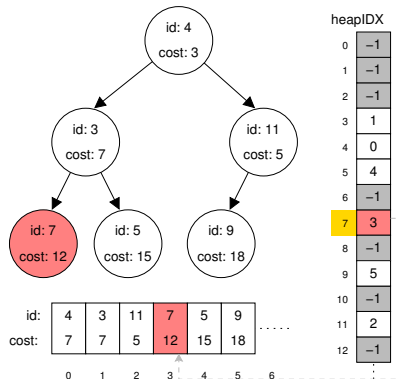 heapIDX
id: 4
cost: 3
id: 3
cost: 7
id: 11
cost: 5
id: 7
cost: 12
id: 5
cost: 15
id: 9
cost: 18
id: 4 3 11 7 5 9 .....
cost: 7 7 5 12 15 18
0 1 2 3 4 5 6
0 −1
1 −1
2 −1
3 1
4 0
5 4
6 −1
7 3
8 −1
9 5
10 −1
11 2
12 −1